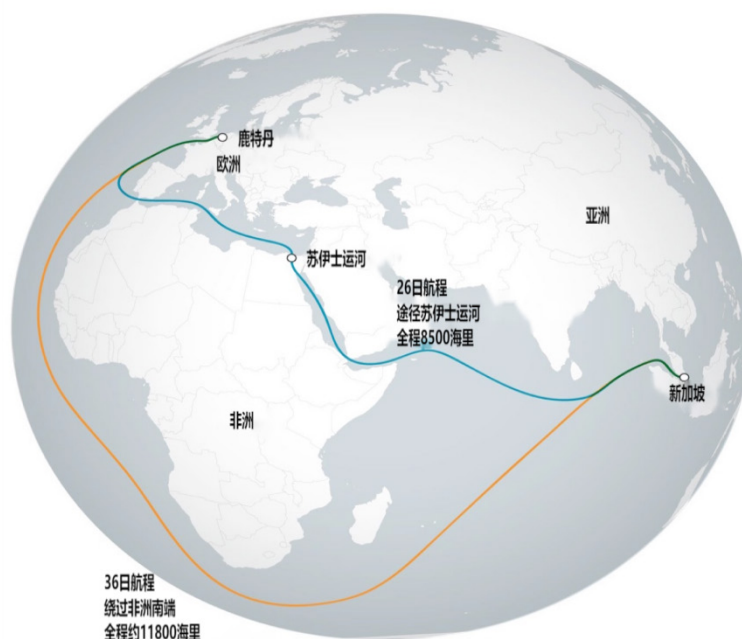 鹿特丹
欧洲
亚洲
苏伊士运河
26日航程
途径苏伊士运河
全程8500海里
新加坡
非洲
36日航程
绕过非洲南端
全程约11800海里